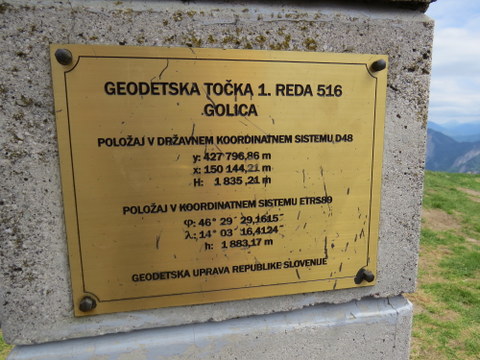 GEODETSKA TOČKA 1. REDA 516
GOLICA
POLOŽAJ V DRŽAVNEM KOORDINATNEM SISTEMU D48
y: 427 796,86 m
x: 150 144,21 m
H: 1 835 ,21 m
POLOŽAJ V KOORDINATNEM SISTEMU ETRS89
φ: 46° 29´ 29,1615˝
λ: 14° 03´ 16,4124˝
h: 1 883,17 m
GEODETSKA UPRAVA REPUBLIKE SLOVENIJE